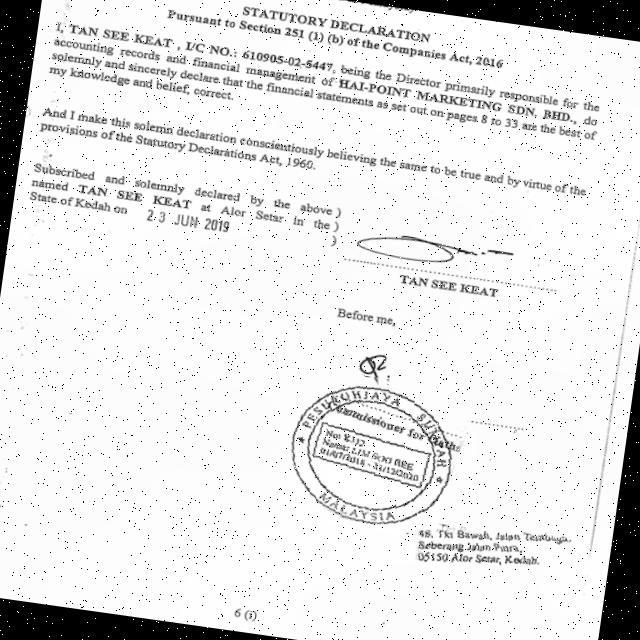 STATUTORY DECLARATION
Pursuant to Section 251 (1) (b) of the Companies Act, 2016
I, TAN SEE KEAT , I/C NO.: 610905-02-5447, being the Director primarily responsible for the
accounting records and financial management of HAI-POINT MARKETING SDN. BHD., do
solemnly and sincerely declare that the financial statements as set out on pages 8 to 33 are the best of
my knowledge and belief, correct.
And I make this solemn declaration conscientiously believing the same to be true and by virtue of the
provisions of the Statutory Declarations Act, 1960.
Subscribed and solemnly declared by the above )
named TAN SEE KEAT at Alor Setar in the )
State of Kedah on 23 JUN 2019 )
TAN SEE KEAT
Before me,
PESURUHJAYA SUMPAH
Commissioner for Oaths
No: K112
Nama: LIM
01/07/2018 - 31/12/2020
MALAYSIA
48, Tkt Bawah, Jalan
Seberang Jalan Putra,
05150 Alor Setar, Kedah.
6 (i)